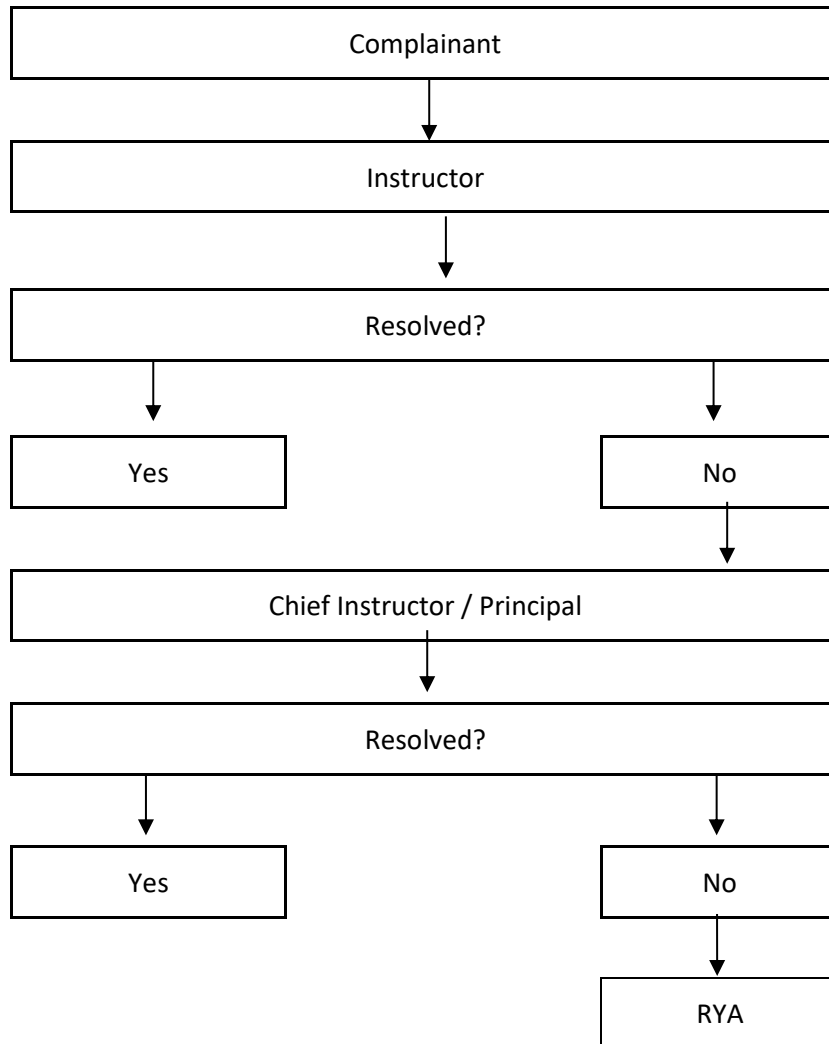 Complainant
Instructor
Resolved?
Yes
No
Chief Instructor / Principal
Resolved?
Yes
No
RYA